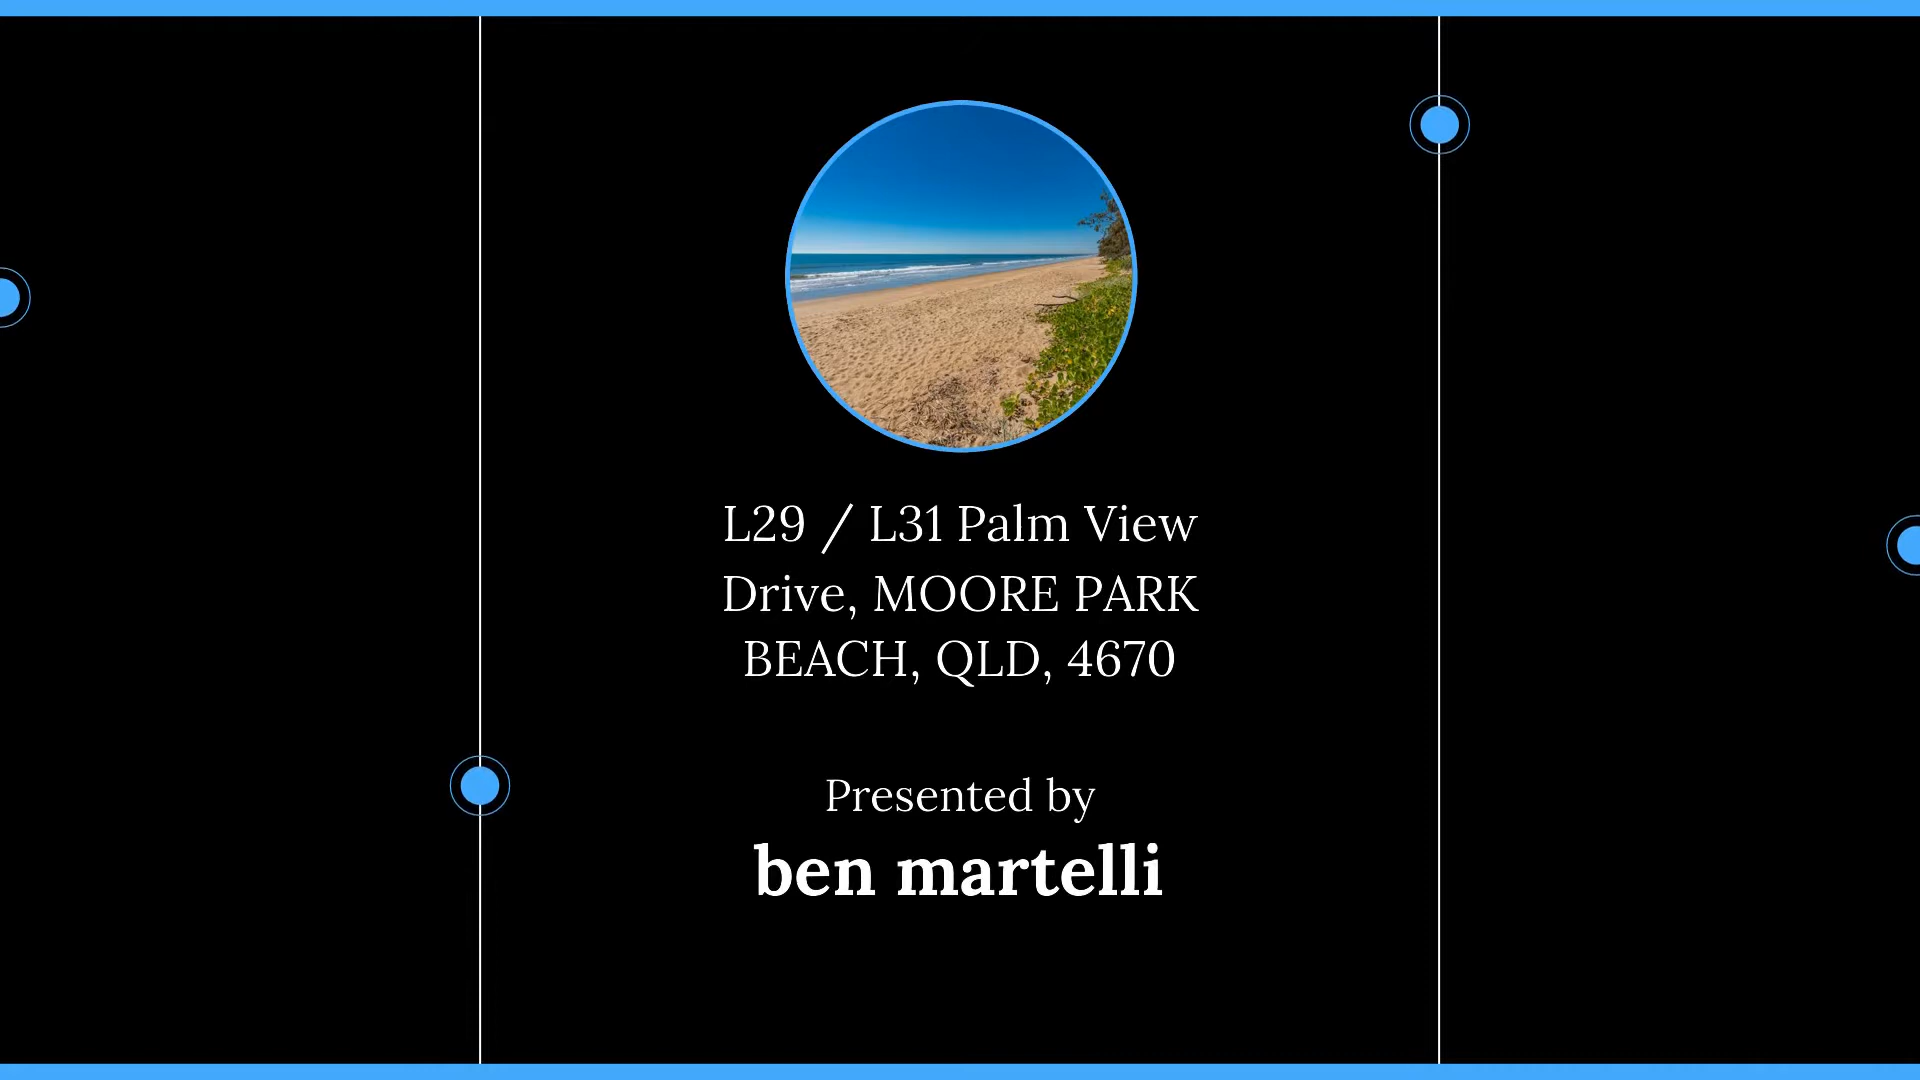 L29 / L31 Palm View
Drive, MOORE PARK
BEACH, QLD, 4670
Presented by
ben martelli